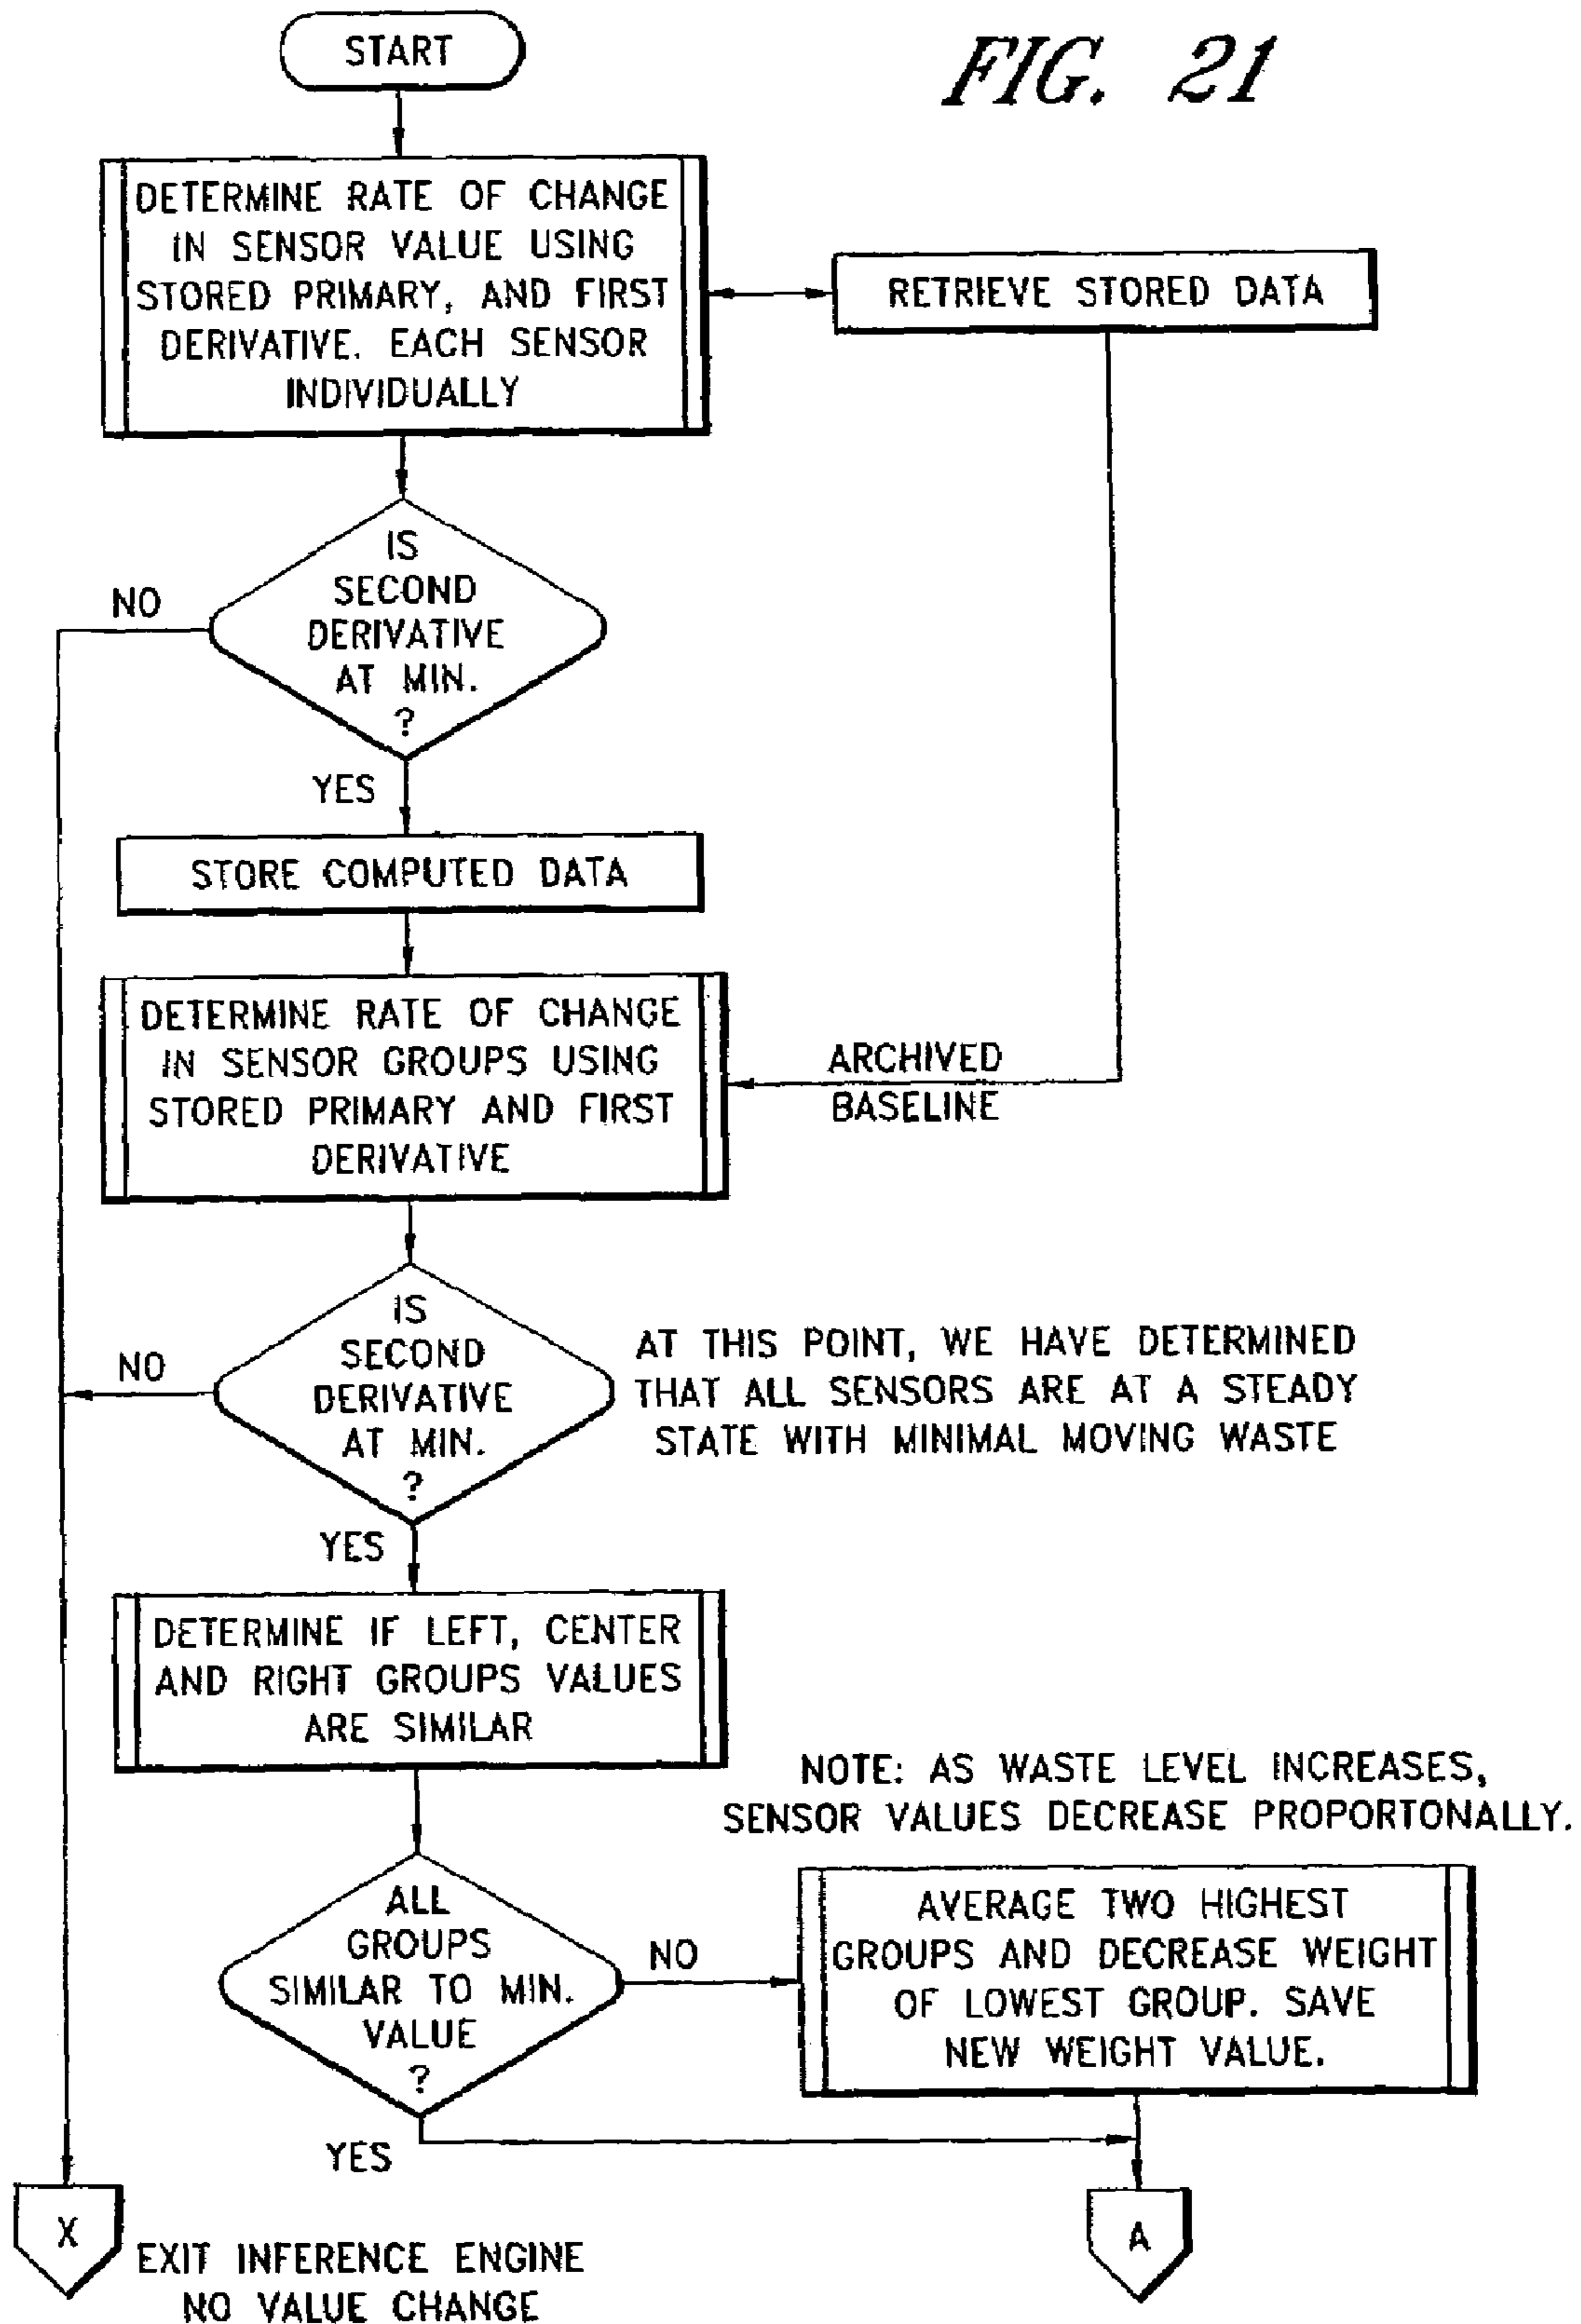 START
FIG. 21
DETERMINE RATE OF CHANGE
IN SENSOR VALUE USING
STORED PRIMARY, AND FIRST
DERIVATIVE. EACH SENSOR
INDIVIDUALLY
RETRIEVE STORED DATA
IS
SECOND
DERIVATIVE
AT MIN.
?
NO
YES
STORE COMPUTED DATA
DETERMINE RATE OF CHANGE
IN SENSOR GROUPS USING
STORED PRIMARY AND FIRST
DERIVATIVE
ARCHIVED
BASELINE
IS
SECOND
DERIVATIVE
AT MIN.
?
NO
AT THIS POINT, WE HAVE DETERMINED
THAT ALL SENSORS ARE AT A STEADY
STATE WITH MINIMAL MOVING WASTE
YES
DETERMINE IF LEFT, CENTER
AND RIGHT GROUPS VALUES
ARE SIMILAR
NOTE: AS WASTE LEVEL INCREASES,
SENSOR VALUES DECREASE PROPORTONALLY.
ALL
GROUPS
SIMILAR TO MIN.
VALUE
?
NO
AVERAGE TWO HIGHEST
GROUPS AND DECREASE WEIGHT
OF LOWEST GROUP. SAVE
NEW WEIGHT VALUE.
YES
X
EXIT INFERENCE ENGINE
NO VALUE CHANGE
A